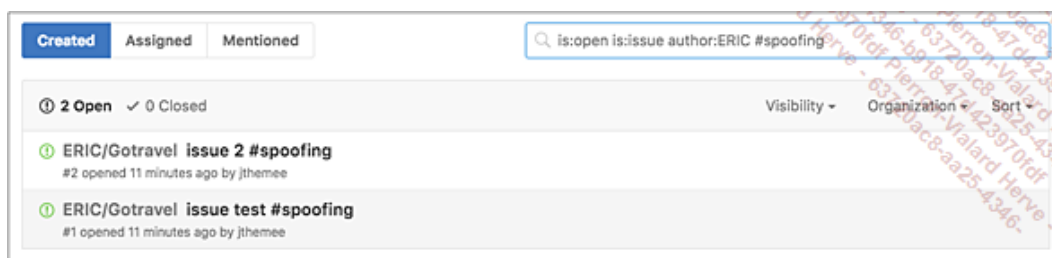 Created Assigned Mentioned is:open is:issue author:ERIC #spoofing
2 Open 0 Closed Visibility Organization Sort
ERIC/Gotravel issue 2 #spoofing
#2 opened 11 minutes ago by jthemee
ERIC/Gotravel issue test #spoofing
#1 opened 11 minutes ago by jthemee